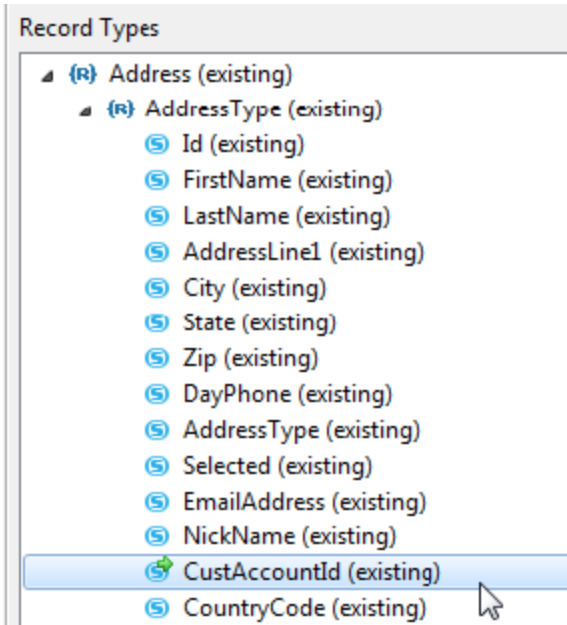 Record Types
{R} Address (existing)
{R} AddressType (existing)
S Id (existing)
S FirstName (existing)
S LastName (existing)
S AddressLine1 (existing)
S City (existing)
S State (existing)
S Zip (existing)
S DayPhone (existing)
S AddressType (existing)
S Selected (existing)
S EmailAddress (existing)
S NickName (existing)
S CustAccountId (existing)
S CountryCode (existing)